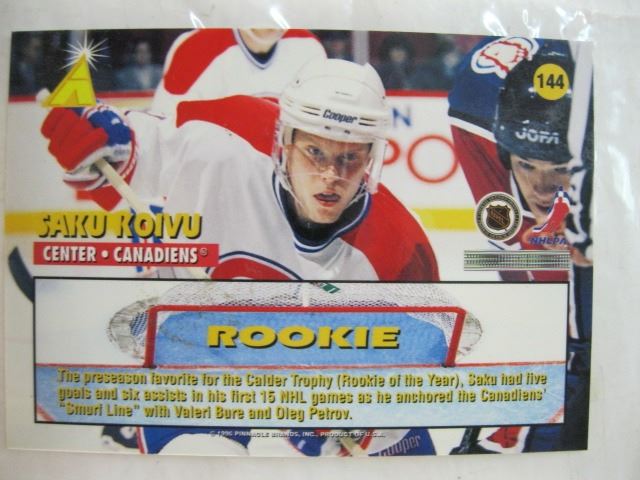 144
Cooper
JOFA
SAKU KOIVU
CENTER • CANADIENS®
NHLPA
ROOKIE
The preseason favorite for the Calder Trophy (Rookie of the Year), Saku had five
goals and six assists in his first 15 NHL games as he anchored the Canadiens'
"Smurf Line" with Valeri Bure and Oleg Petrov.
© 1996 PINNACLE BRANDS, INC., PRODUCT OF U.S.A.
Cooper